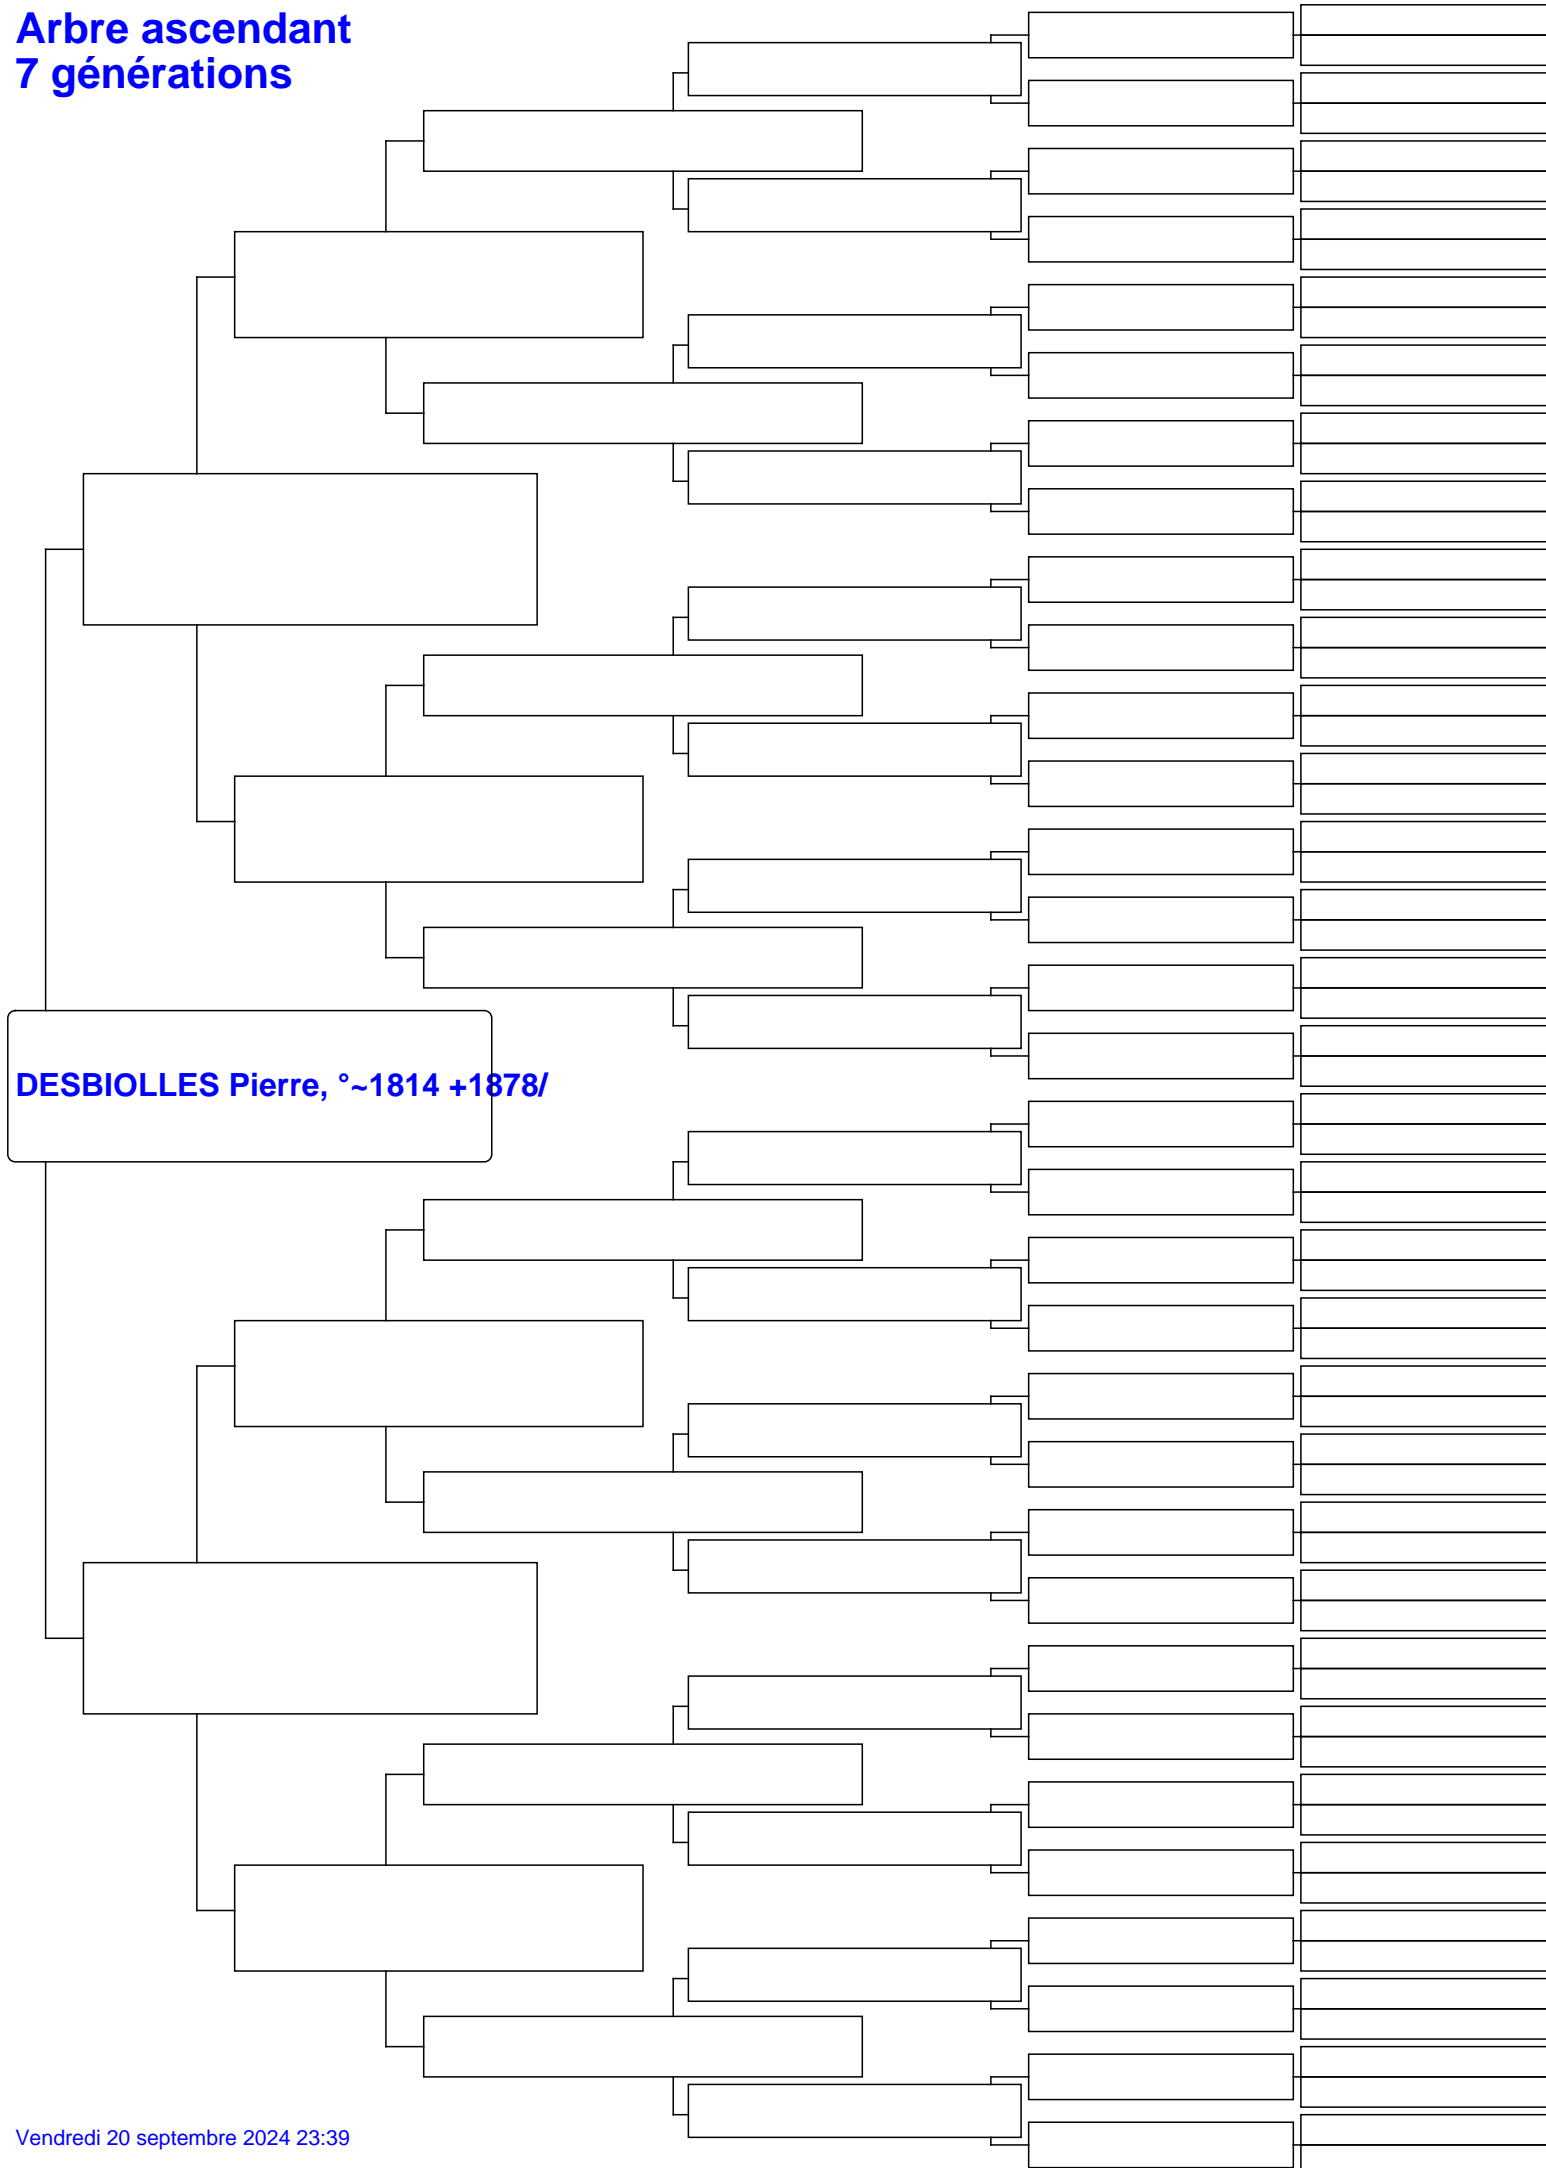 Arbre ascendant
7 générations
DESBIOLLES Pierre, °~1814 +1878/
Vendredi 20 septembre 2024 23:39